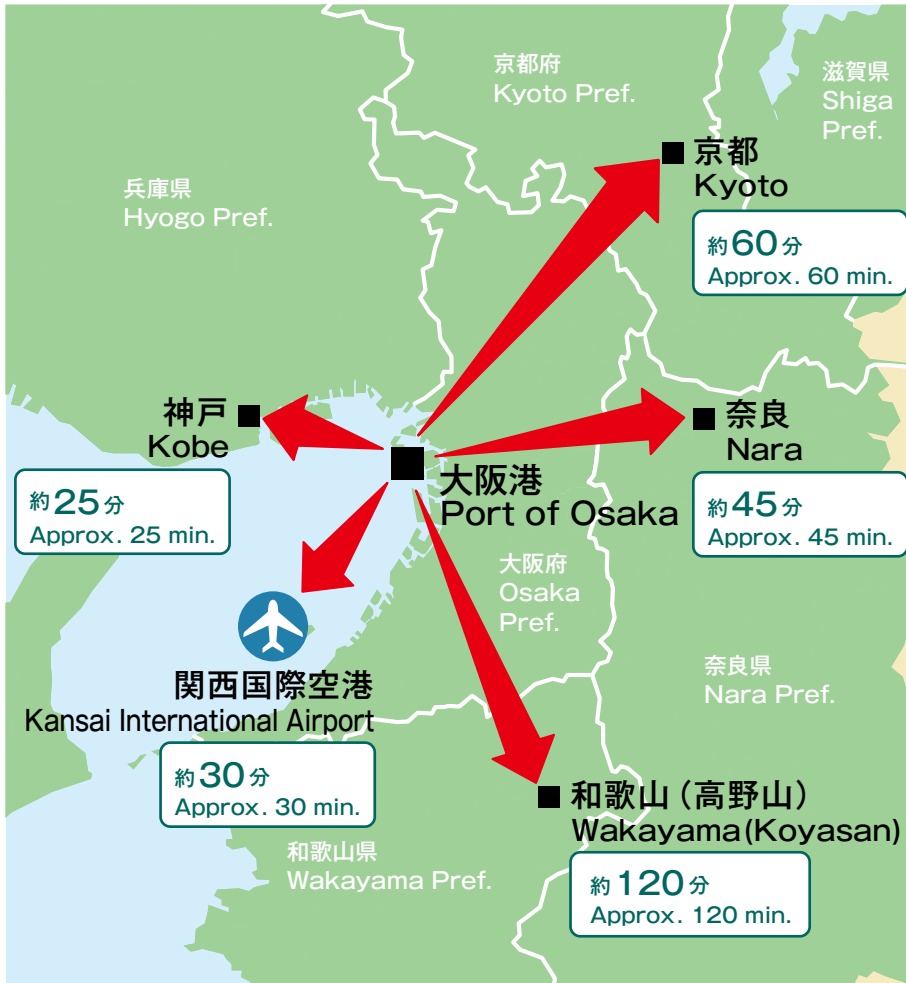 京都府
Kyoto Pref.
滋賀県
Shiga
Pref.
京都
Kyoto
兵庫県
Hyogo Pref.
約60分
Approx. 60 min.
神戸
Kobe
奈良
Nara
大阪港
Port of Osaka
約25分
Approx. 25 min.
約45分
Approx. 45 min.
大阪府
Osaka
Pref.
関西国際空港
Kansai International Airport
奈良県
Nara Pref.
約30分
Approx. 30 min.
和歌山（高野山）
Wakayama(Koyasan)
和歌山県
Wakayama Pref.
約120分
Approx. 120 min.